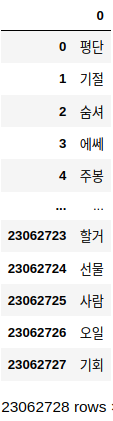 0
0 평단
1 기절
2 숨셔
3 에쎄
4 주봉
... ...
23062723 할거
23062724 선물
23062725 사람
23062726 오일
23062727 기회
23062728 rows